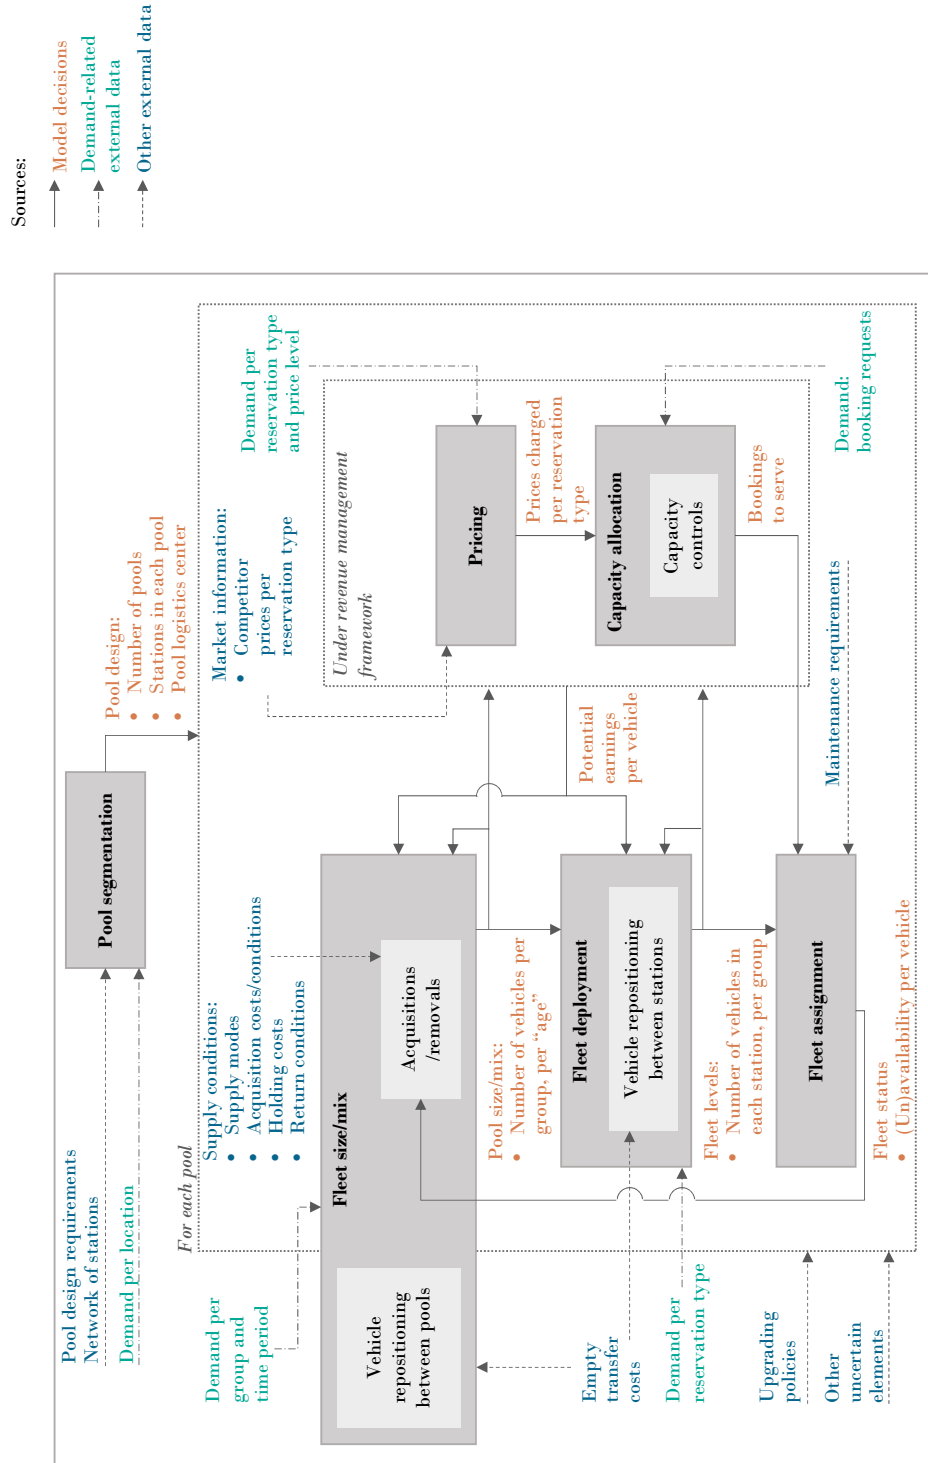 Sources:
Model decisions
Demand-related
external data
Other external data
Pool design requirements
Network of stations
Demand per location
Pool segmentation
Pool design:
• Number of pools
• Stations in each pool
• Pool logistics center
For each pool
Demand per
group and
time period
Supply conditions:
• Supply modes
• Acquisition costs/conditions
• Holding costs
• Return conditions
Market information:
• Competitor
prices per
reservation type
Demand per
reservation type
and price level
Fleet size/mix
Vehicle
repositioning
between pools
Acquisitions
/removals
Under revenue management
framework
Pricing
Prices charged
per reservation
type
Pool size/mix:
• Number of vehicles per
group, per “age”
Potential
earnings
per vehicle
Empty
transfer
costs
Demand per
reservation type
Fleet deployment
Vehicle repositioning
between stations
Capacity allocation
Capacity
controls
Fleet levels:
• Number of vehicles in
each station, per group
Bookings
to serve
Demand:
booking requests
Upgrading
policies
Other
uncertain
elements
Fleet assignment
Maintenance requirements
Fleet status
• (Un)availability per vehicle